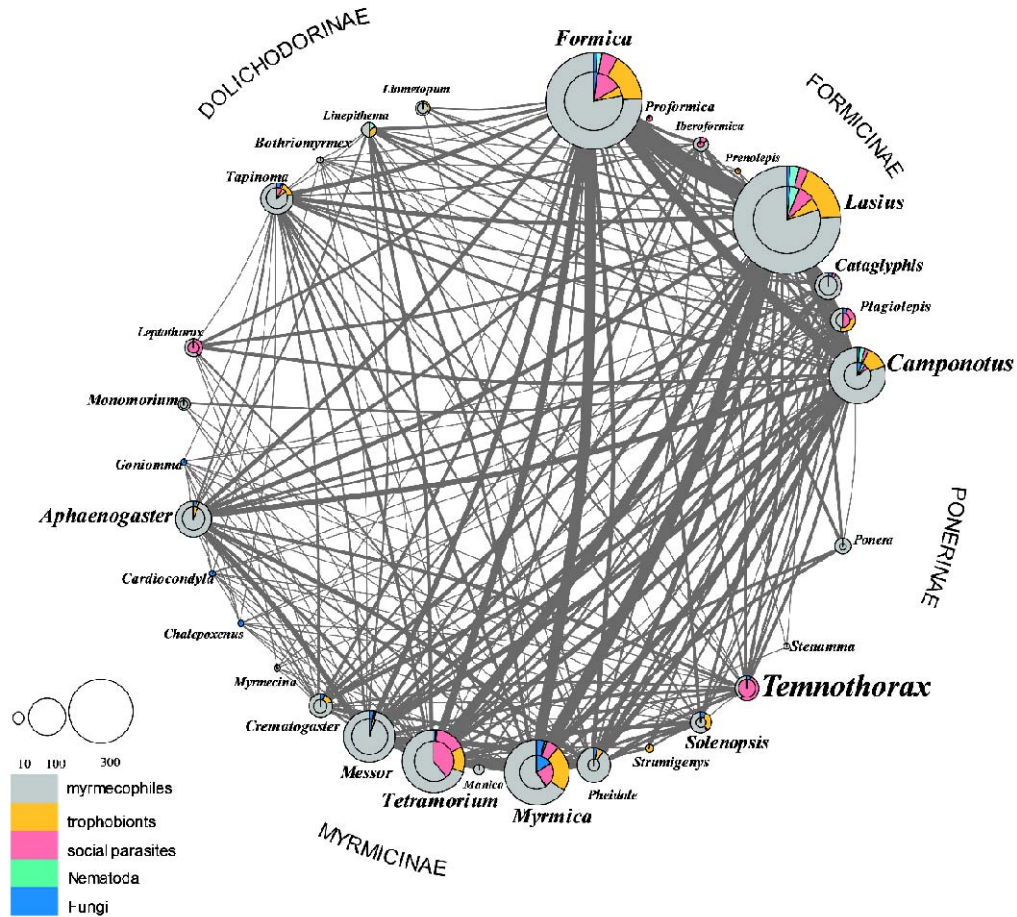 Formica
DOLICHODORINAE
FORMICINAE
Liometopum
Proformica
Linepithema
Iberoformica
Bothriomyrmex
Prenolepis
Tapinoma
Lasius
Cataglyphis
Plagiolepis
Leptothorax
Camponotus
Monomorium
Goniomma
PONERINAE
Aphaenogaster
Ponera
Cardiocondyla
Chalepoxenus
Stenamma
Myrmecina
Temnothorax
Crematogaster
Solenopsis
Messor
Strumigenys
Manica
Pheidole
Tetramorium
Myrmica
MYRMICINAE
10 100 300
myrmecophiles
trophobionts
social parasites
Nematoda
Fungi